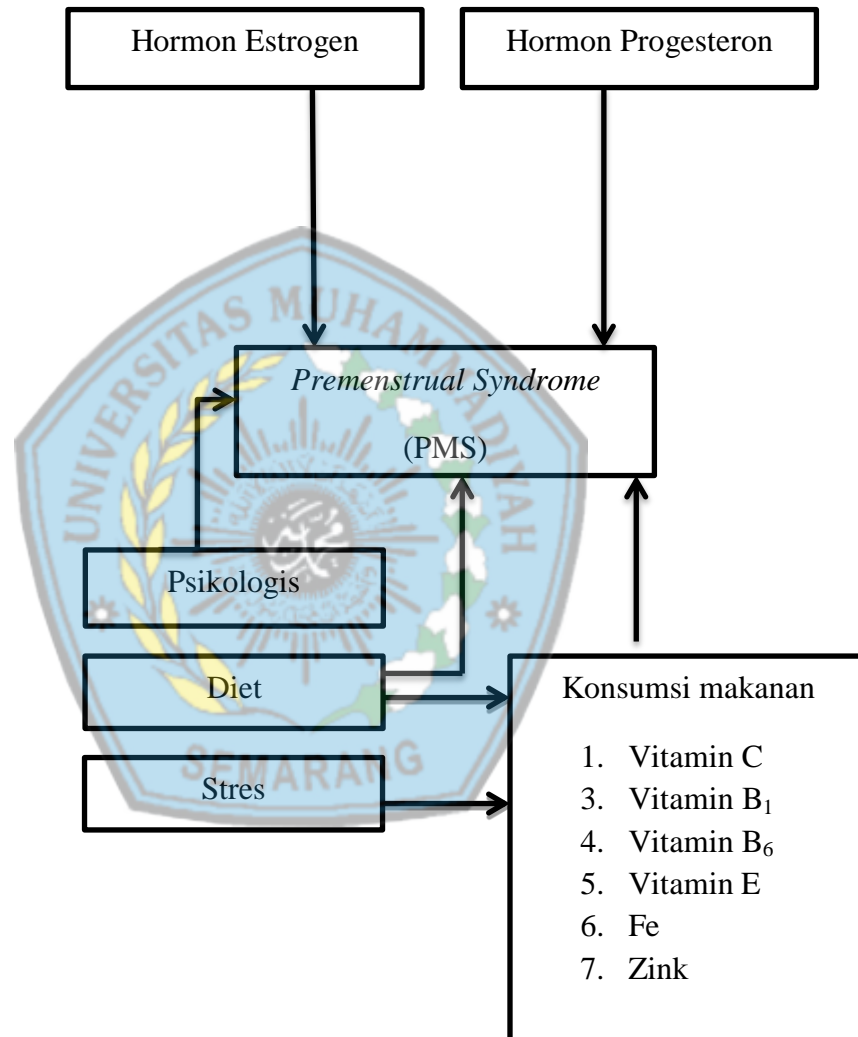 Hormon Estrogen
Hormon Progesteron
Premenstrual Syndrome
(PMS)
Psikologis
Diet
Stres
Konsumsi makanan
1. Vitamin C
3. Vitamin B₁
4. Vitamin B₆
5. Vitamin E
6. Fe
7. Zink
UNIVERSITAS MUHAMMADIYAH
SEMARANG